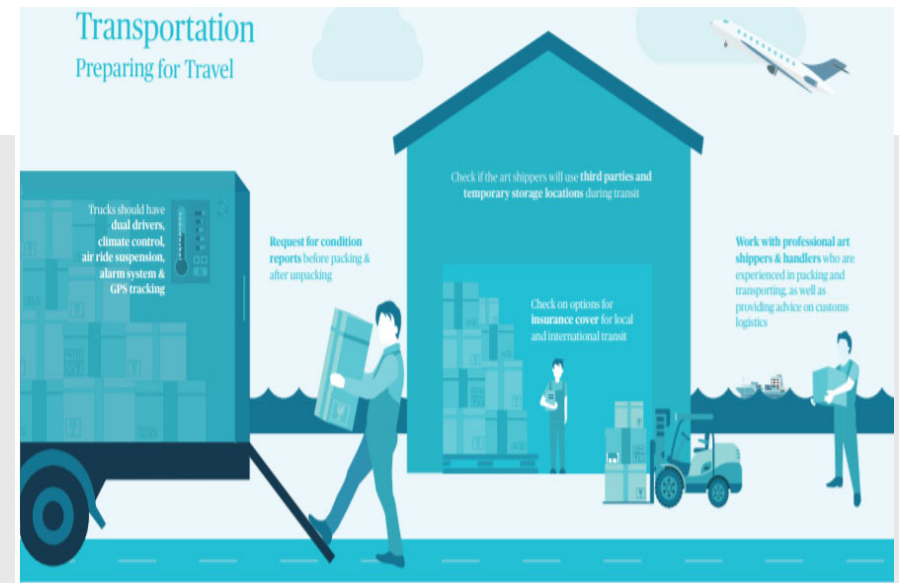 Transportation
Preparing for Travel
Trucks should have
dual drivers,
climate control,
air ride suspension,
alarm system &
GPS tracking
Request for condition
reports before packing &
after unpacking
Check if the art shippers will use third parties and
temporary storage locations during transit
Check on options for
insurance cover for local
and international transit
Work with professional art
shippers & handlers who are
experienced in packing and
transporting, as well as
providing advice on customs
logistics